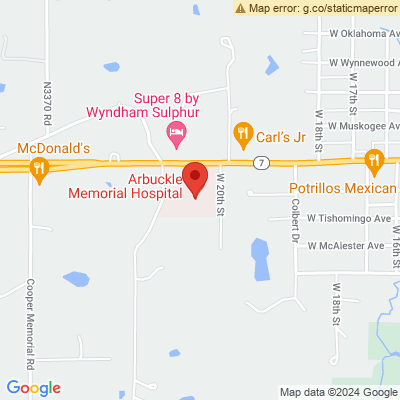 Map error: g.co/staticmaperror
W Oklahoma Av
W Wynnewood A
N3370 Rd
W 17th St
W 18th St
Super 8 by
Wyndham Sulphur
W Muskogee Ave
Carl's Jr
McDonald's
7
Arbuckle
Memorial Hospital
W 20th St
Potrillos Mexican
Colbert Dr
W Tishomingo Ave
W McAlester Ave
W 16th St
Cooper Memorial Rd
W 18th St
Google
Map data ©2024 Google